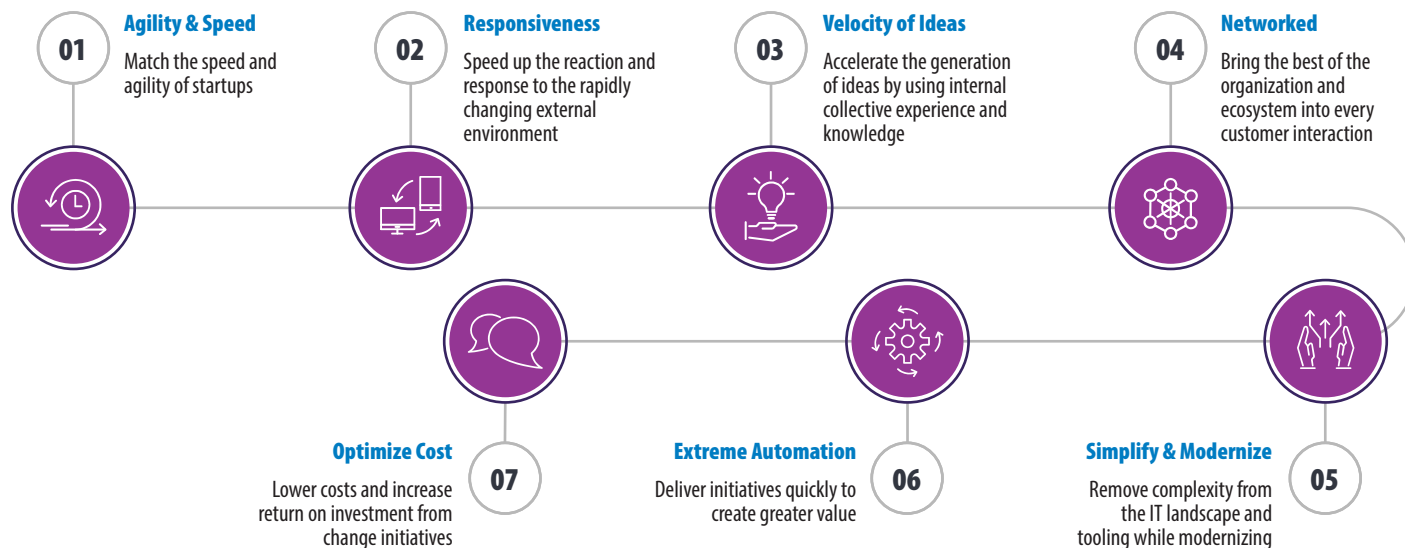 01
Agility & Speed
Match the speed and
agility of startups
02
Responsiveness
Speed up the reaction and
response to the rapidly
changing external
environment
03
Velocity of Ideas
Accelerate the generation
of ideas by using internal
collective experience and
knowledge
04
Networked
Bring the best of the
organization and
ecosystem into every
customer interaction
Simplify & Modernize
05
Remove complexity from
the IT landscape and
tooling while modernizing
Extreme Automation
06
Deliver initiatives quickly to
create greater value
Optimize Cost
07
Lower costs and increase
return on investment from
change initiatives